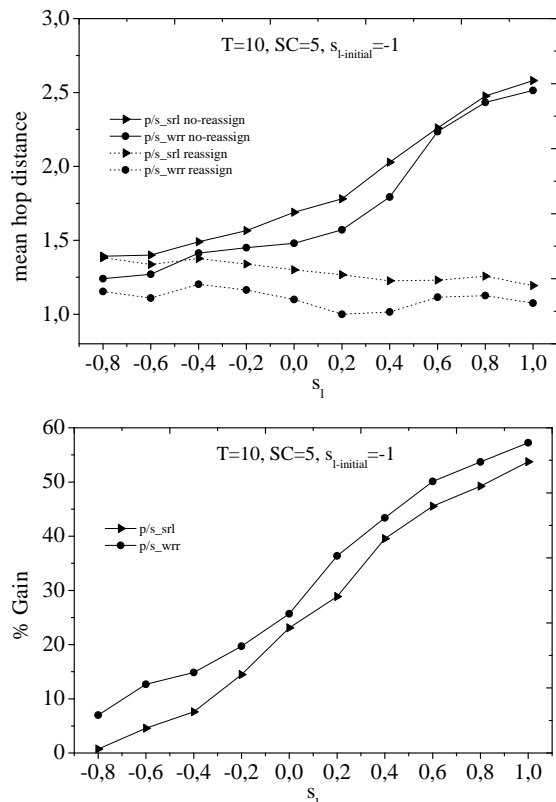 3,0
T=10, SC=5, s_l-initial=-1
p/s_srl no-reassign
p/s_wrr no-reassign
p/s_srl reassign
p/s_wrr reassign
2,5
2,0
1,5
1,0
mean hop distance
-0,8 -0,6 -0,4 -0,2 0,0 0,2 0,4 0,6 0,8 1,0
s_l
60
T=10, SC=5, s_l-initial=-1
p/s_srl
p/s_wrr
50
40
30
20
10
0
% Gain
-0,8 -0,6 -0,4 -0,2 0,0 0,2 0,4 0,6 0,8 1,0
s_l